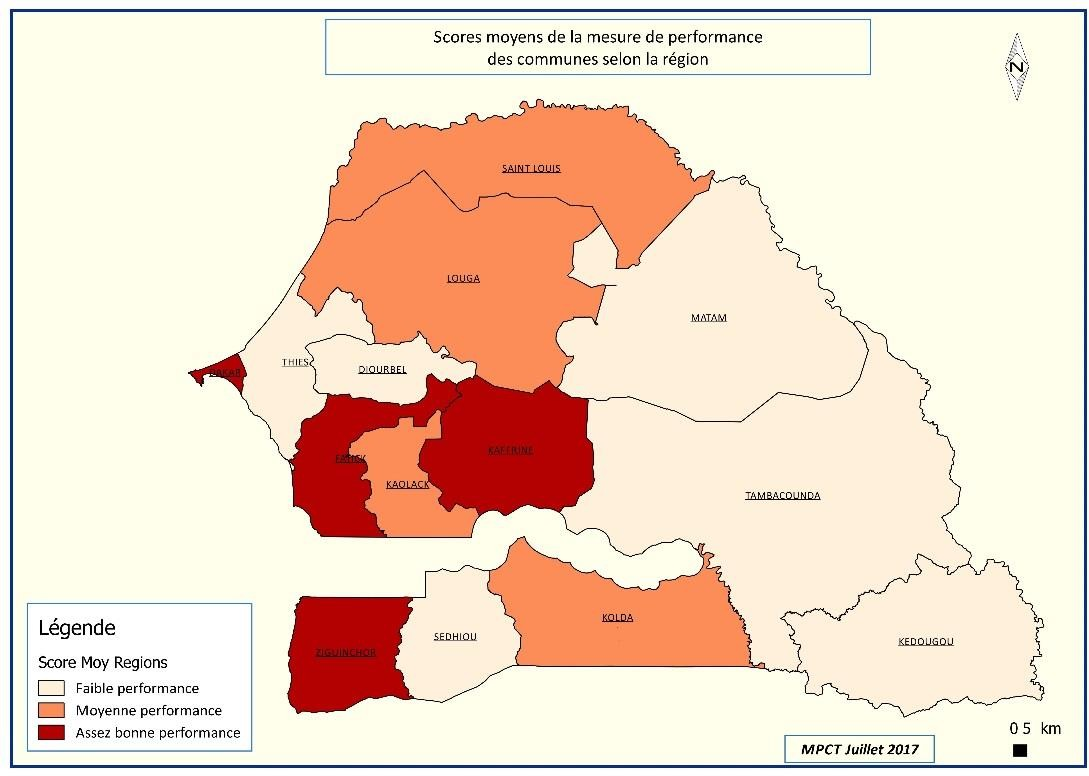 Scores moyens de la mesure de performance
des communes selon la région
N
SAINT LOUIS
LOUGA
MATAM
THIES
DIOURBEL
DAKAR
KAFFRINE
FATICK
KAOLACK
TAMBACOUNDA
KOLDA
SEDHIOU
KEDOUGOU
ZIGUINCHOR
Légende
Score Moy Regions
Faible performance
Moyenne performance
Assez bonne performance
0 5 km
MPCT Juillet 2017